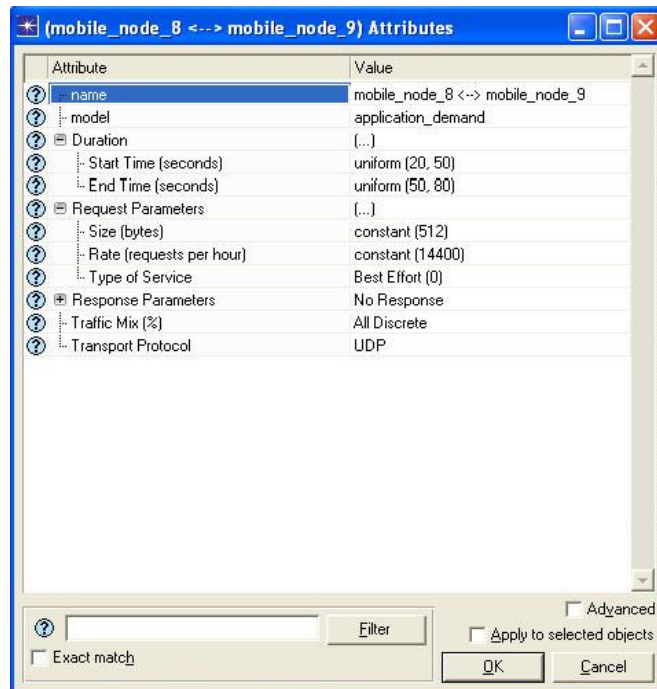 (mobile_node_8 <--> mobile_node_9) Attributes
Attribute Value
name mobile_node_8 <--> mobile_node_9
model application_demand
Duration (...)
Start Time (seconds) uniform (20, 50)
End Time (seconds) uniform (50, 80)
Request Parameters (...)
Size (bytes) constant (512)
Rate (requests per hour) constant (14400)
Type of Service Best Effort (0)
Response Parameters No Response
Traffic Mix (%) All Discrete
Transport Protocol UDP
Advanced
Filter
Apply to selected objects
Exact match
OK Cancel